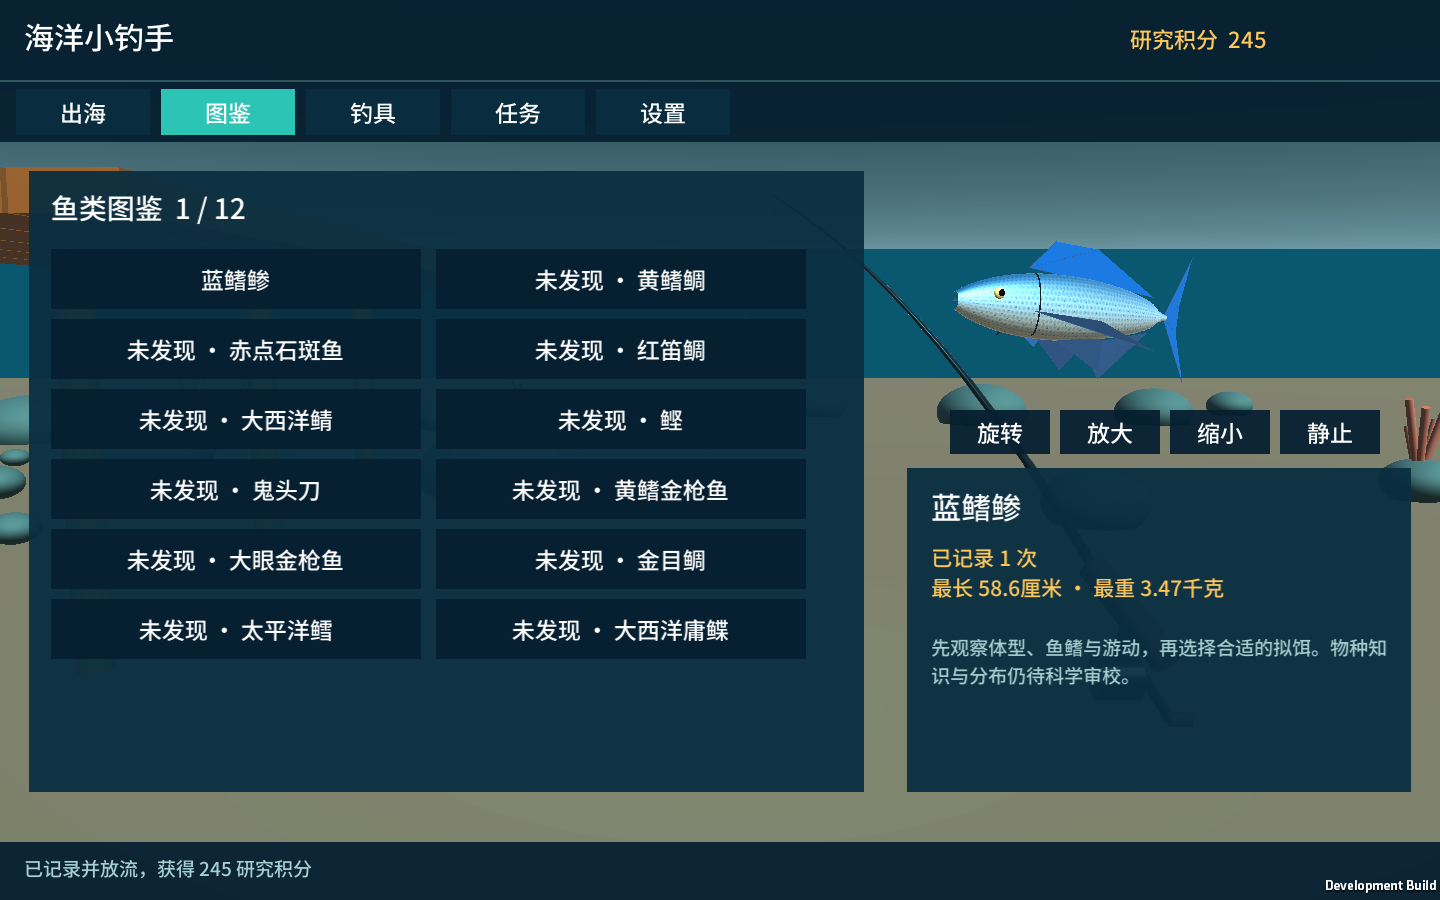 海洋小钓手
研究积分 245
出海
图鉴
钓具
任务
设置
鱼类图鉴 1 / 12
蓝鳍鲹
未发现 · 黄鳍鲷
未发现 · 赤点石斑鱼
未发现 · 红笛鲷
未发现 · 大西洋鲭
未发现 · 鲣
未发现 · 鬼头刀
未发现 · 黄鳍金枪鱼
未发现 · 大眼金枪鱼
未发现 · 金目鲷
未发现 · 太平洋鳕
未发现 · 大西洋庸鲽
旋转
放大
缩小
静止
蓝鳍鲹
已记录 1 次
最长 58.6厘米 · 最重 3.47千克
先观察体型、鱼鳍与游动，再选择合适的拟饵。物种知
识与分布仍待科学审校。
已记录并放流，获得 245 研究积分
Development Build